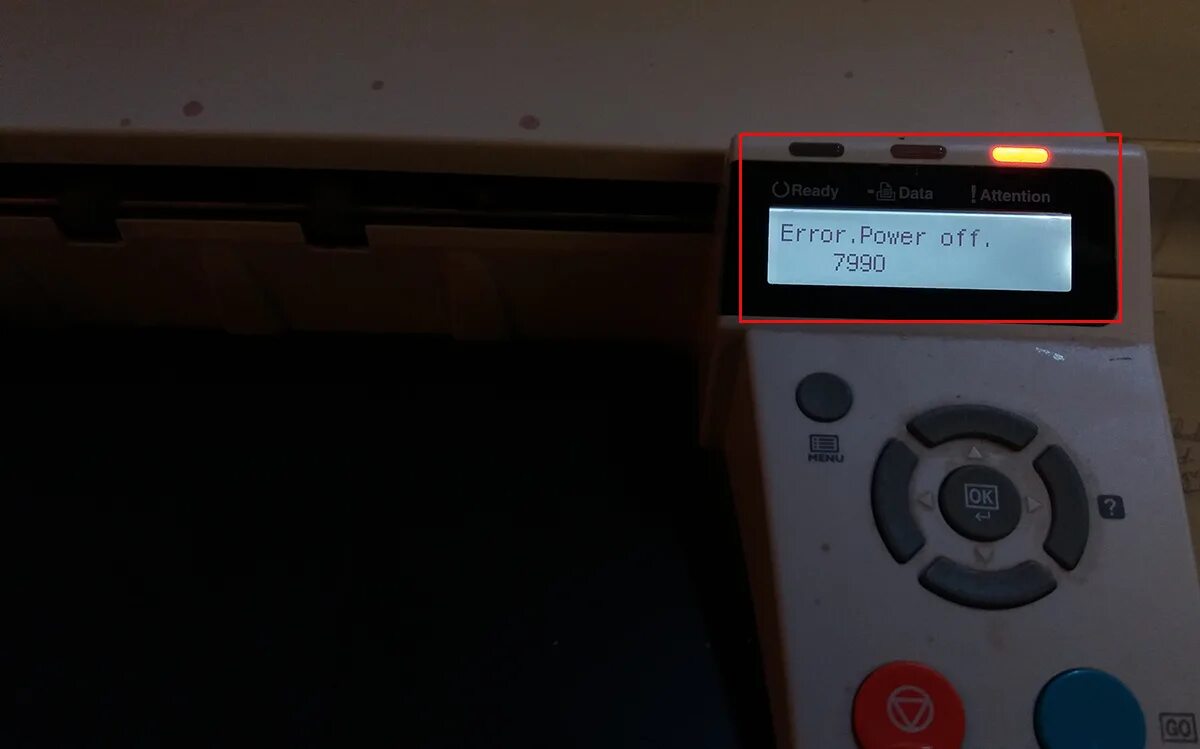 Ready Data !Attention
Error.Power off.
7990
MENU
OK
?
GO